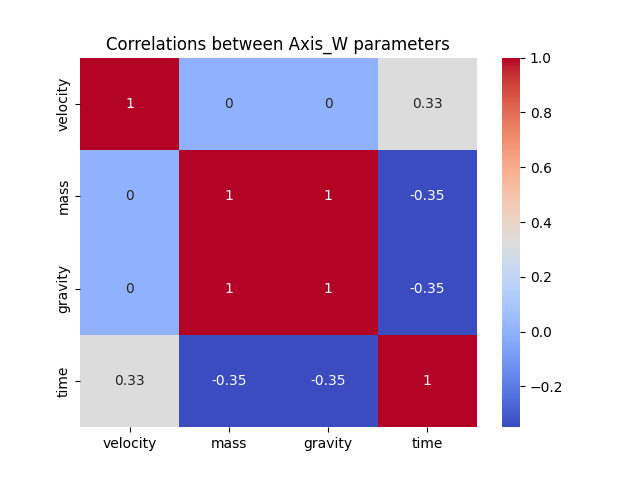 Correlations between Axis_W parameters
velocity 1 0 0 0.33
mass 0 1 1 -0.35
gravity 0 1 1 -0.35
time 0.33 -0.35 -0.35 1
velocity mass gravity time
1.0
0.8
0.6
0.4
0.2
0.0
−0.2